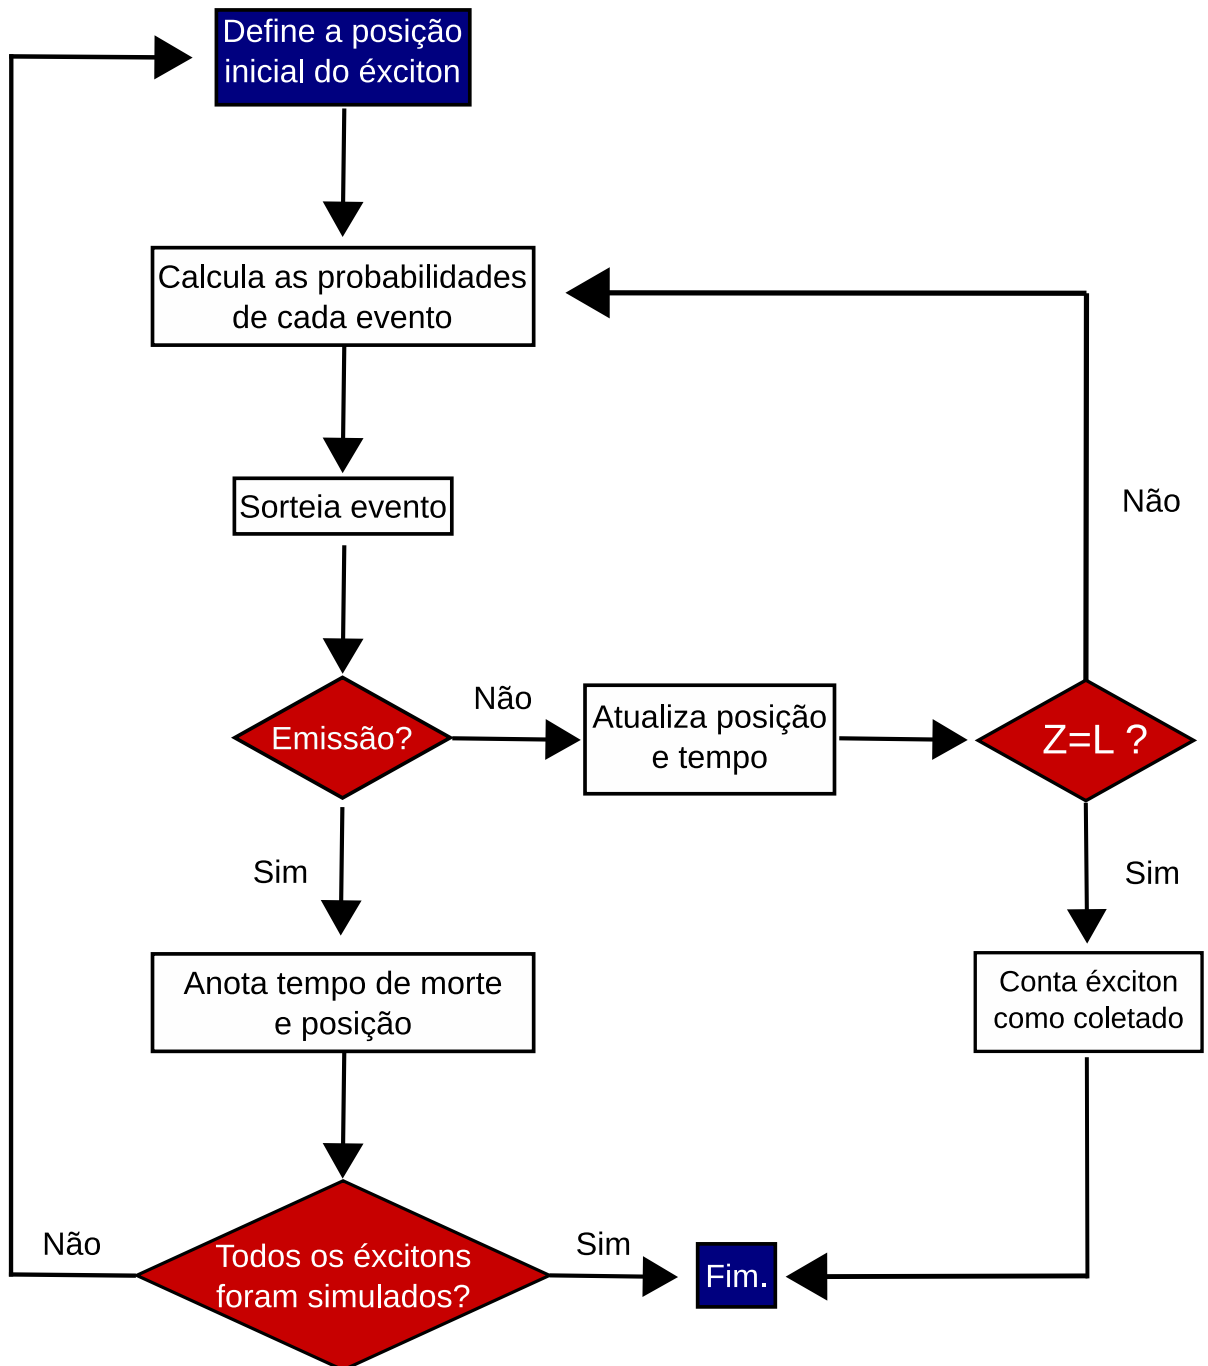 Define a posição
inicial do éxciton
Calcula as probabilidades
de cada evento
Sorteia evento
Não
Emissão?
Não
Atualiza posição
e tempo
Z=L ?
Sim
Sim
Anota tempo de morte
e posição
Conta éxciton
como coletado
Não
Todos os éxcitons
foram simulados?
Sim
Fim.